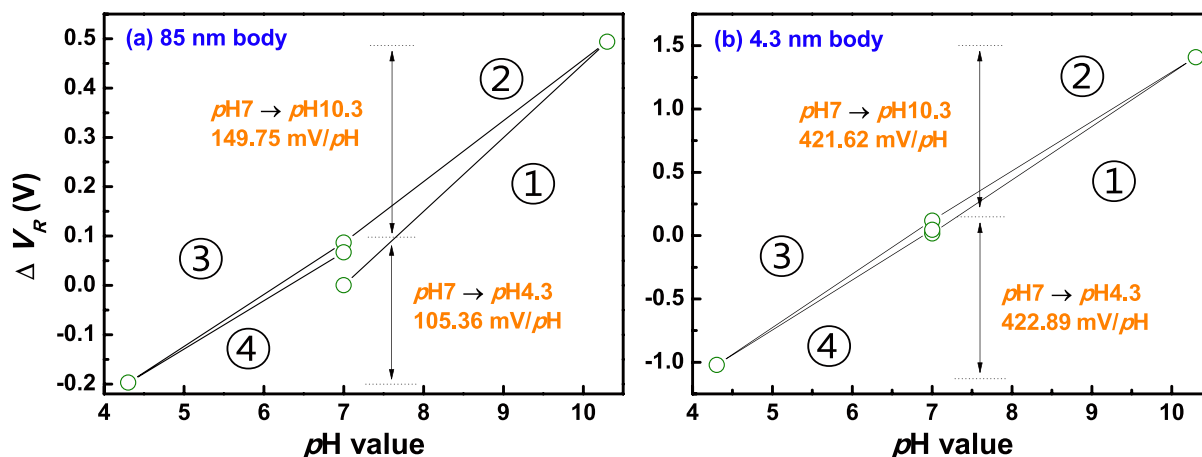 (a) 85 nm body
0.5
0.4
0.3
0.2
0.1
0.0
-0.1
-0.2
Δ V_R (V)
pH7 → pH10.3
149.75 mV/pH
pH7 → pH4.3
105.36 mV/pH
②
①
③
④
4 5 6 7 8 9 10
pH value
(b) 4.3 nm body
1.5
1.0
0.5
0.0
-0.5
-1.0
pH7 → pH10.3
421.62 mV/pH
pH7 → pH4.3
422.89 mV/pH
②
①
③
④
4 5 6 7 8 9 10
pH value